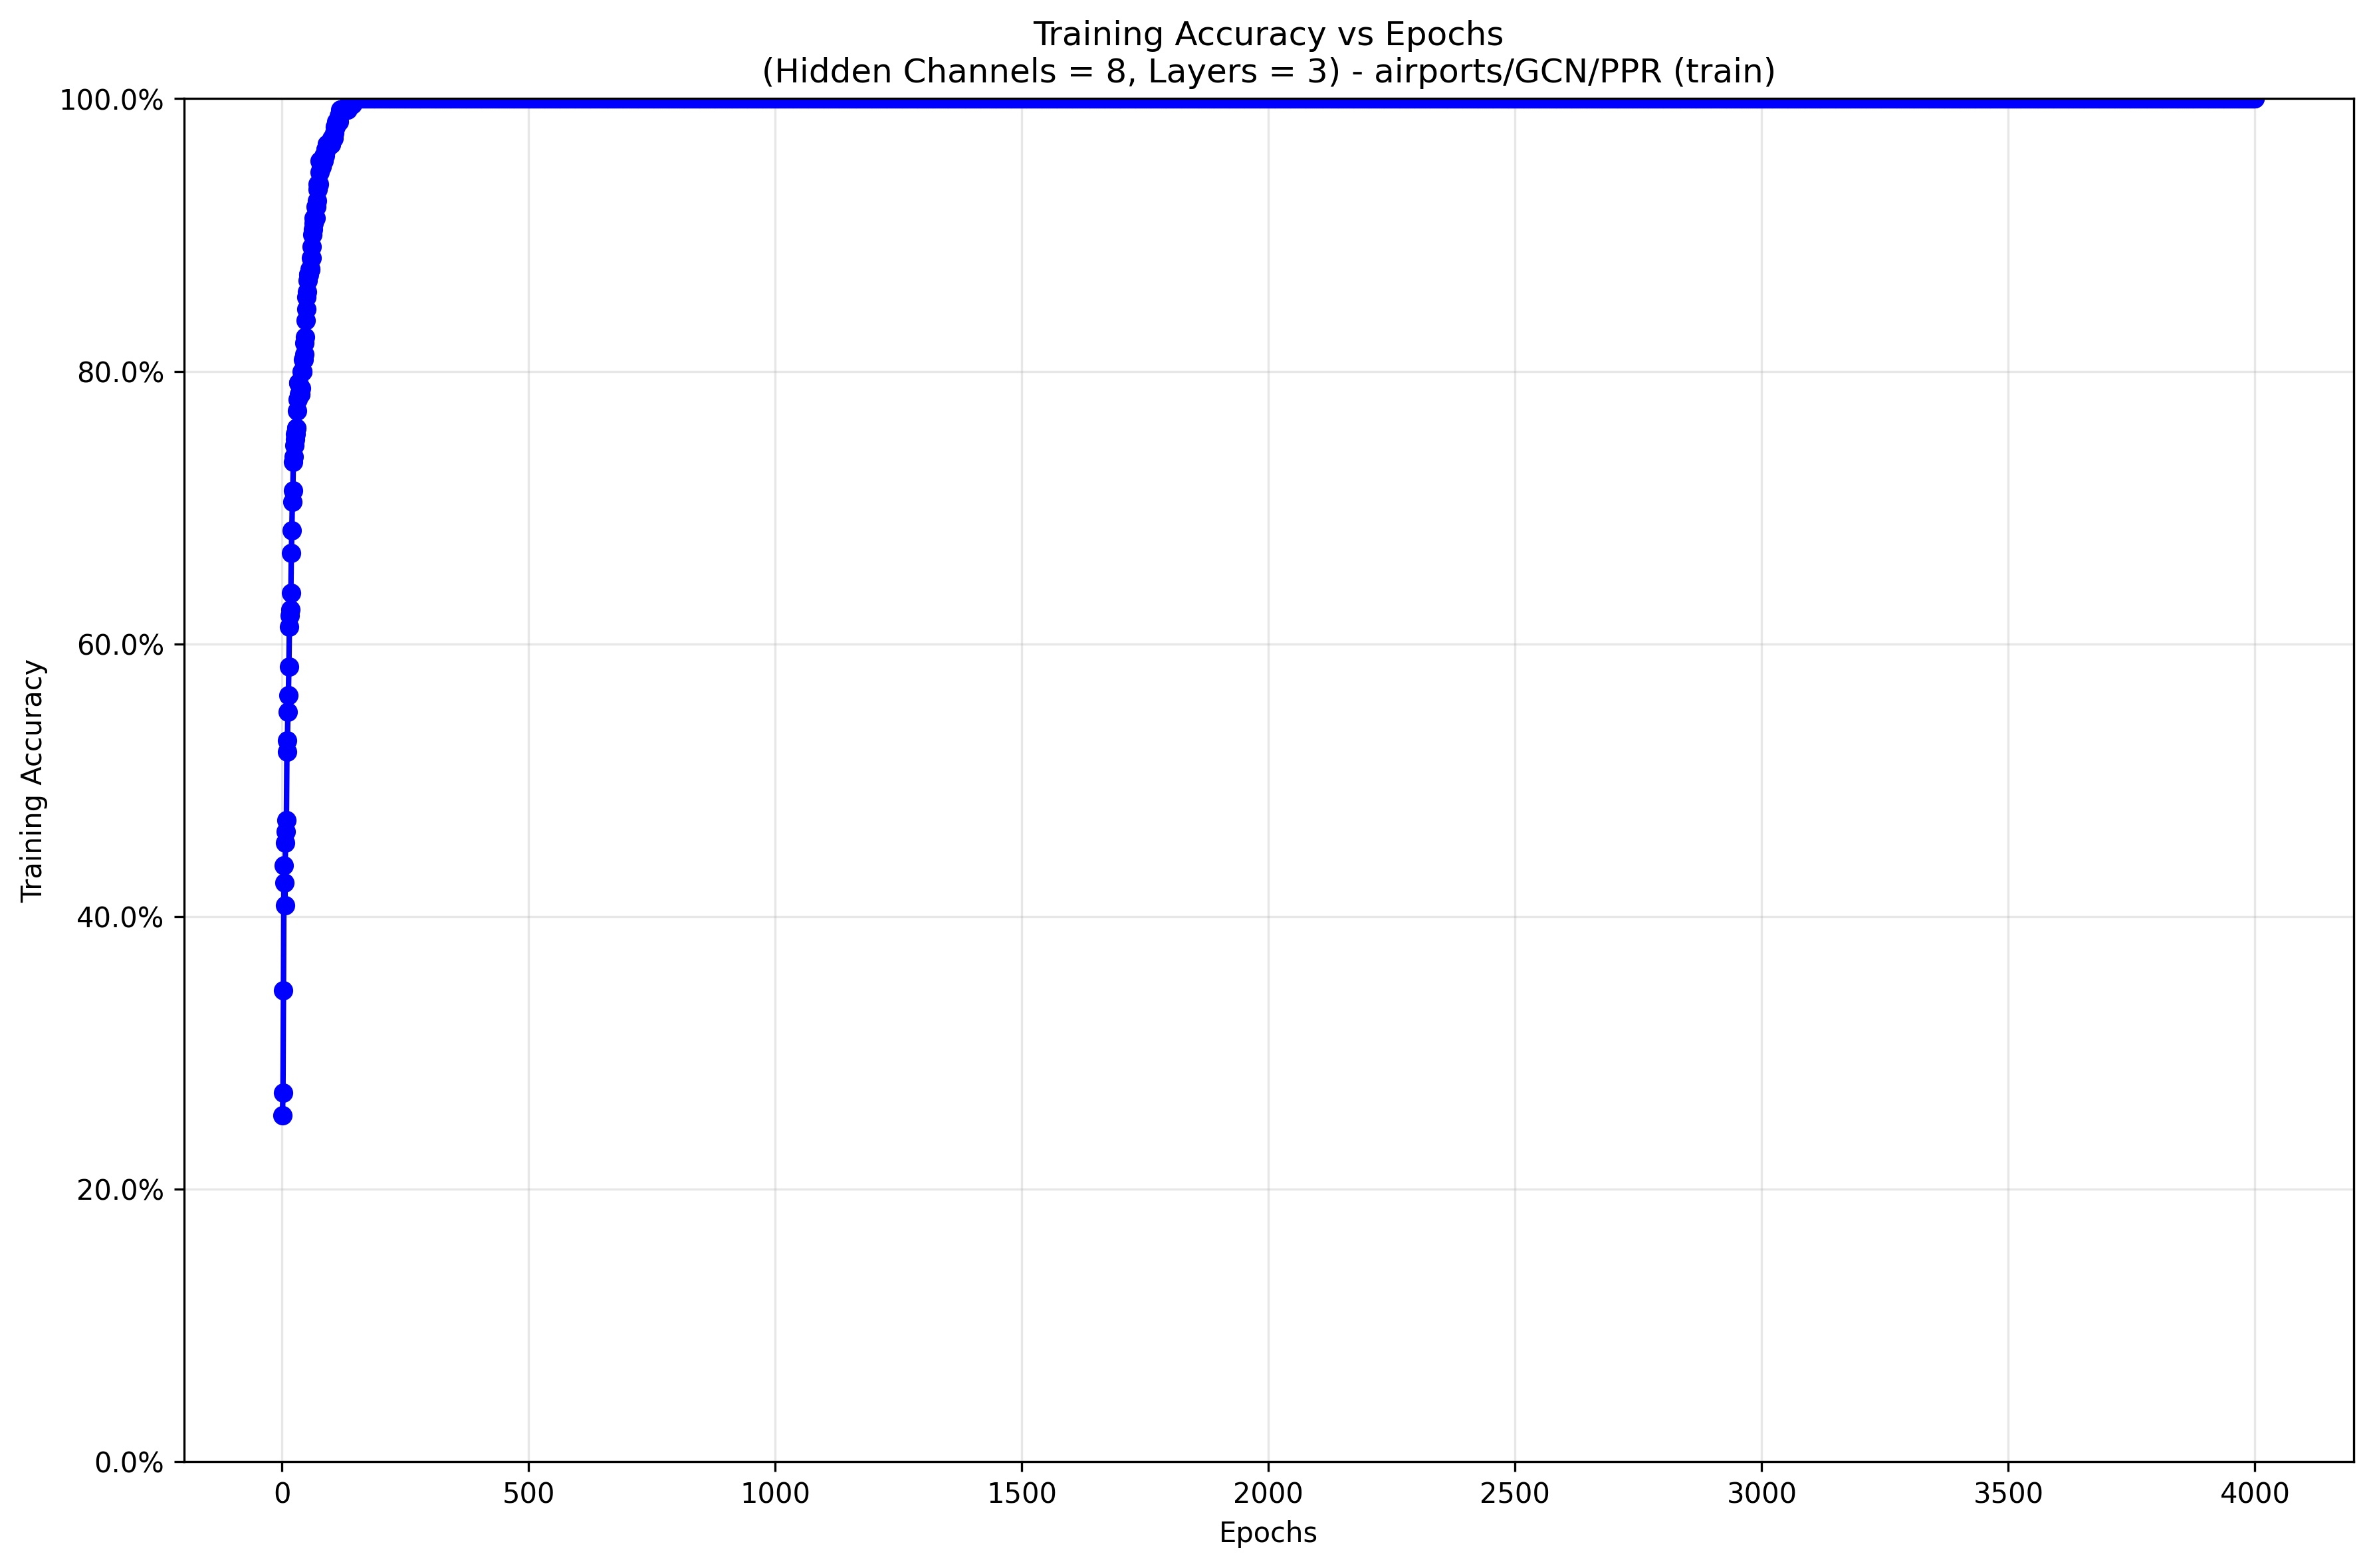 Training Accuracy vs Epochs
(Hidden Channels = 8, Layers = 3) - airports/GCN/PPR (train)
100.0%
80.0%
60.0%
40.0%
20.0%
0.0%
Training Accuracy
0 500 1000 1500 2000 2500 3000 3500 4000
Epochs